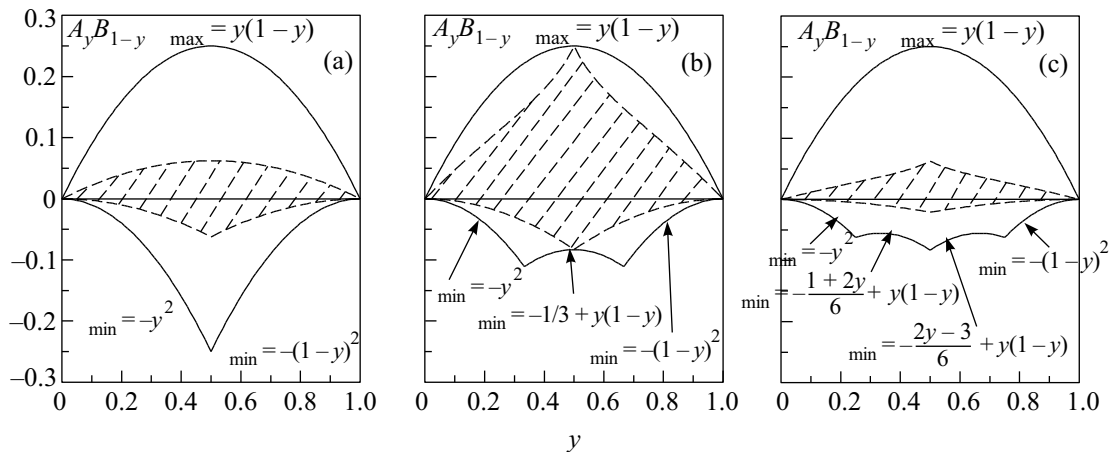 0.3
0.2
0.1
0
–0.1
–0.2
–0.3
A_yB_{1–y}
max = y(1 – y)
(a)
min = –y^2
min = –(1 – y)^2
0 0.2 0.4 0.6 0.8 1.0
A_yB_{1–y}
max = y(1 – y)
(b)
min = –y^2
min = –1/3 + y(1 – y)
min = –(1 – y)^2
0 0.2 0.4 0.6 0.8 1.0
y
A_yB_{1–y}
max = y(1 – y)
(c)
min = –y^2
min = –(1 – y)^2
min = –\frac{1 + 2y}{6} + y(1 – y)
min = –\frac{2y – 3}{6} + y(1 – y)
0 0.2 0.4 0.6 0.8 1.0